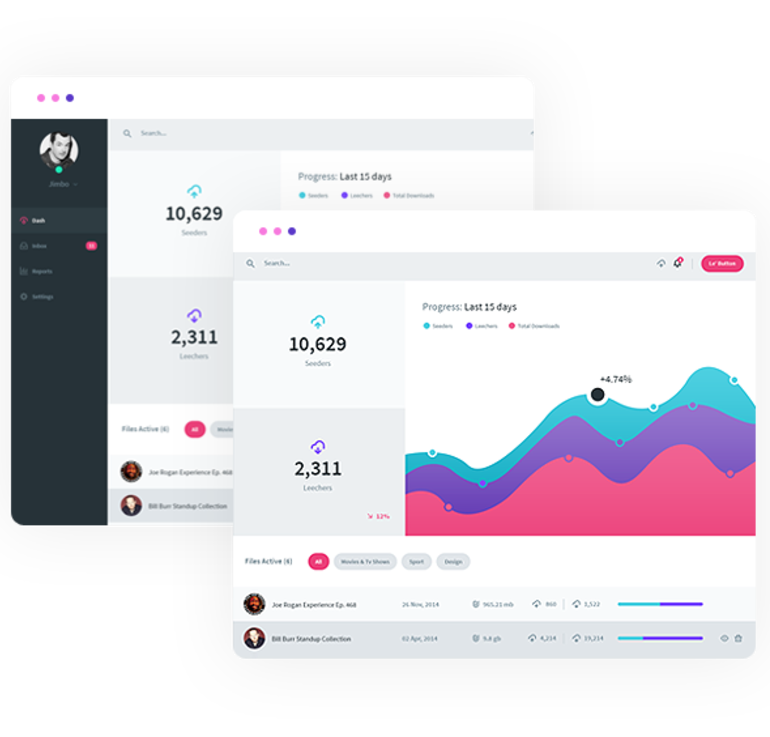 Search...
Jimbo
Progress: Last 15 days
Dash
10,629
Seeders Leechers Total Downloads
Seeders
Inbox
Reports
Settings
2,311
Leechers
Files Active (6) All Movies
Joe Rogan Experience Ep. 468
Bill Burr Standup Collection
Search... Le' Button
Progress: Last 15 days
Seeders Leechers Total Downloads
10,629
Seeders
+4.74%
2,311
Leechers
12%
Files Active (6) All Movies & Tv Shows Sport Design
Joe Rogan Experience Ep. 468 26 Nov, 2014 965.21 mb 860 3,522
Bill Burr Standup Collection 02 Apr, 2014 9.8 gb 4,214 19,214